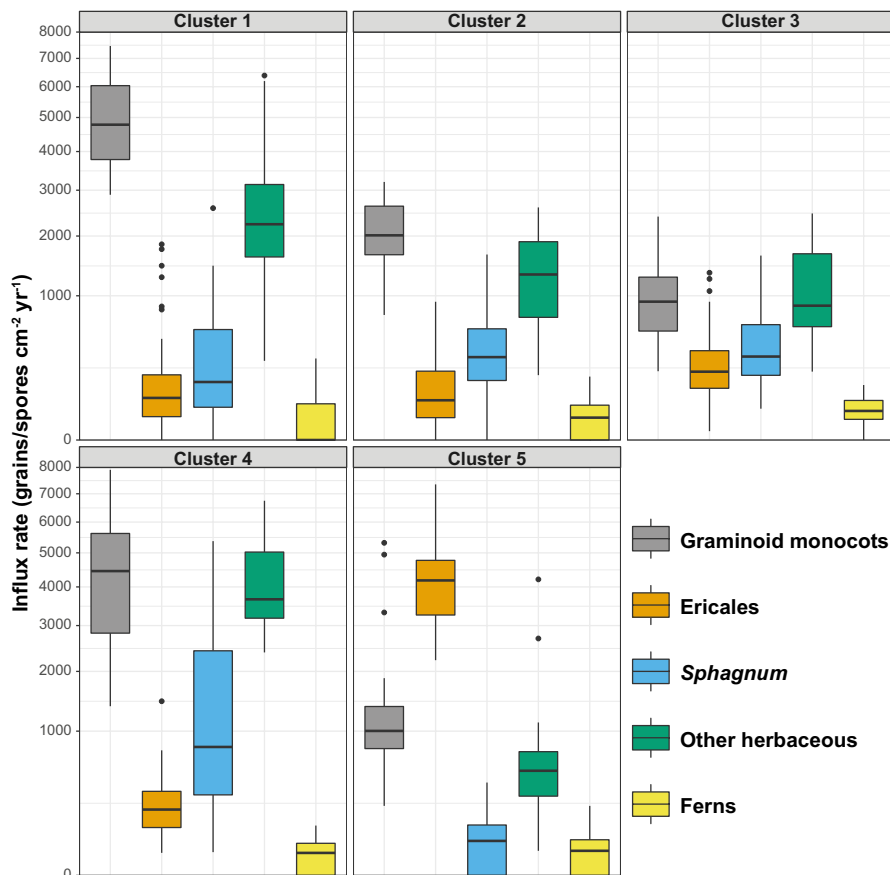 Cluster 1
Cluster 2
Cluster 3
8000
7000
6000
5000
4000
3000
2000
1000
0
Cluster 4
Cluster 5
8000
7000
6000
5000
4000
3000
2000
1000
0
Influx rate (grains/spores cm⁻² yr⁻¹)
Graminoid monocots
Ericales
Sphagnum
Other herbaceous
Ferns